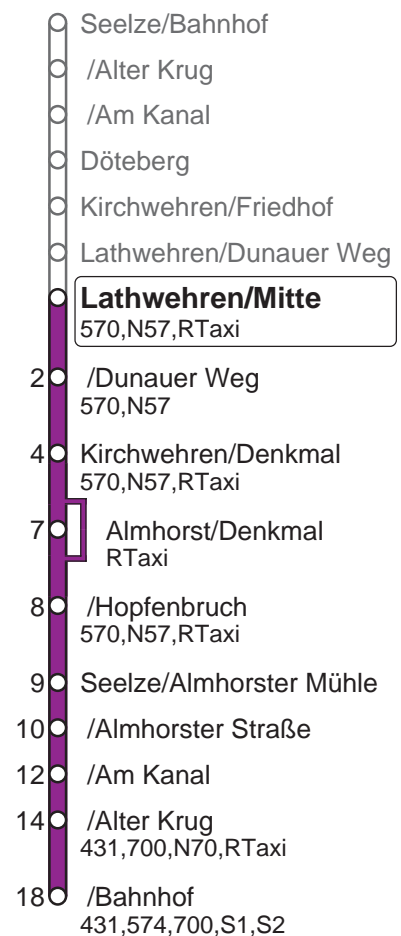 Seelze/Bahnhof
/Alter Krug
/Am Kanal
Döteberg
Kirchwehren/Friedhof
Lathwehren/Dunauer Weg
Lathwehren/Mitte
570,N57,RTaxi
2 /Dunauer Weg
570,N57
4 Kirchwehren/Denkmal
570,N57,RTaxi
7 Almhorst/Denkmal
RTaxi
8 /Hopfenbruch
570,N57,RTaxi
9 Seelze/Almhorster Mühle
10 /Almhorster Straße
12 /Am Kanal
14 /Alter Krug
431,700,N70,RTaxi
18 /Bahnhof
431,574,700,S1,S2